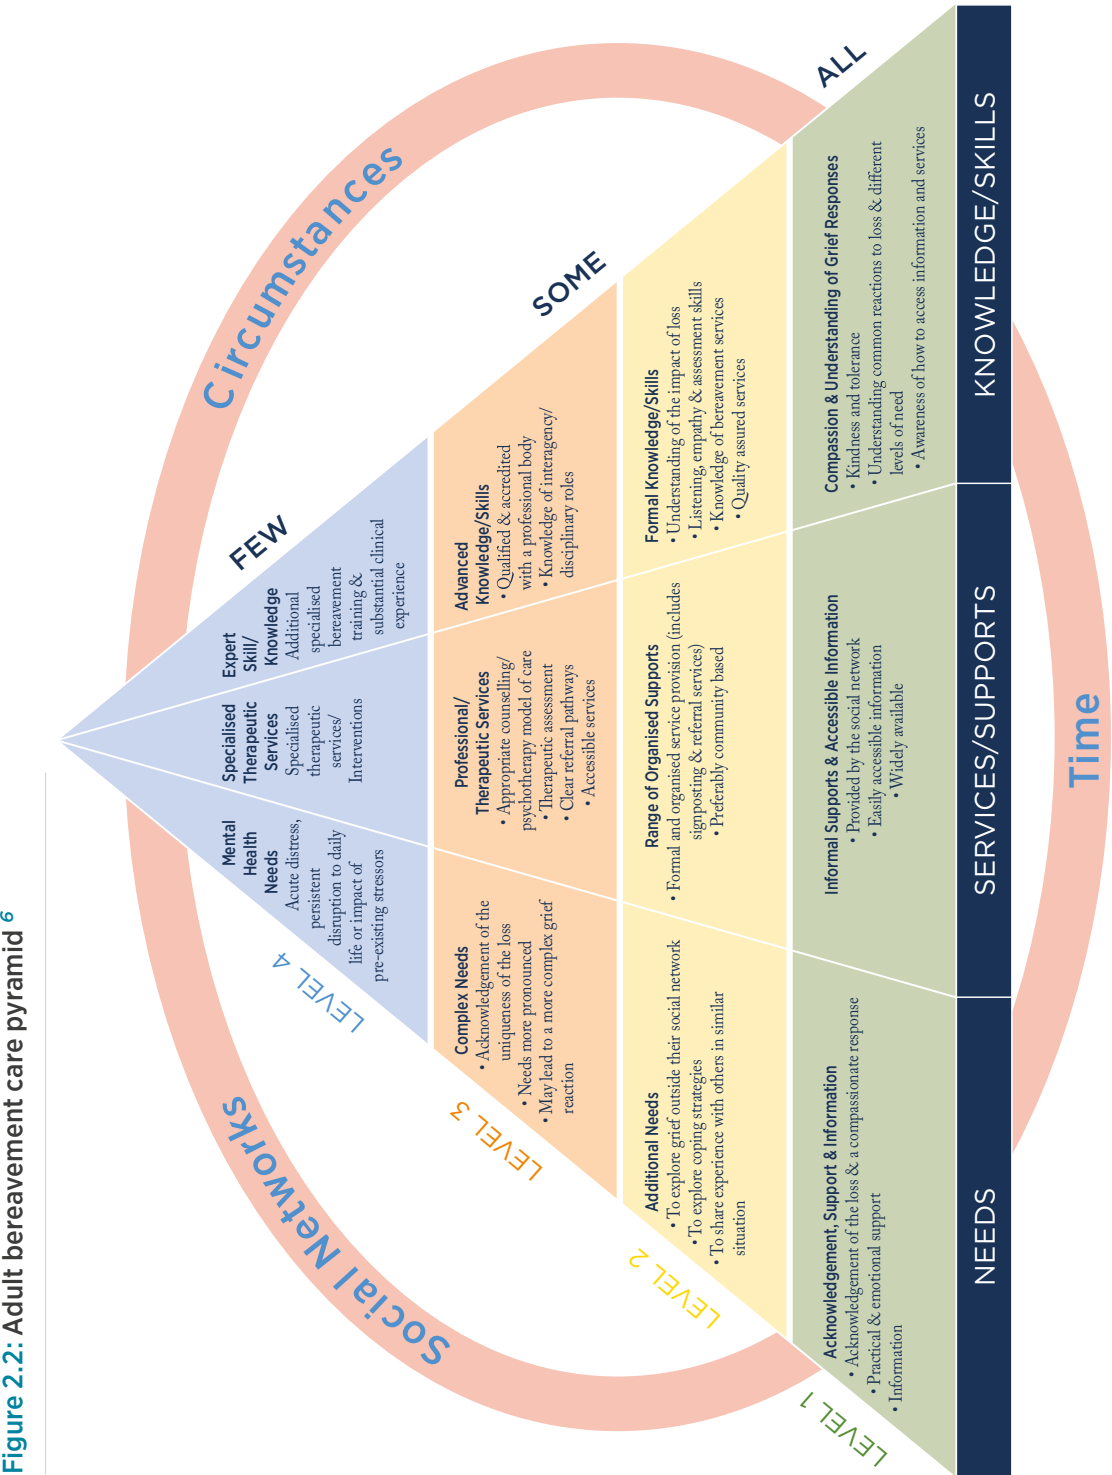 Figure 2.2: Adult bereavement care pyramid 6
Social Networks
Circumstances
Time
FEW
SOME
ALL
LEVEL 4
Mental
Health
Needs
Acute distress,
persistent
disruption to daily
life or impact of
pre-existing stressors
Specialised
Therapeutic
Services
Specialised
therapeutic
services/
Interventions
Expert
Skill/
Knowledge
Additional
specialised
bereavement
training &
substantial clinical
experience
LEVEL 3
Complex Needs
• Acknowledgement of the
uniqueness of the loss
• Needs more pronounced
• May lead to a more complex grief
reaction
Professional/
Therapeutic Services
• Appropriate counselling/
psychotherapy model of care
• Therapeutic assessment
• Clear referral pathways
• Accessible services
Advanced
Knowledge/Skills
• Qualified & accredited
with a professional body
• Knowledge of interagency/
disciplinary roles
LEVEL 2
Additional Needs
• To explore grief outside their social network
• To explore coping strategies
• To share experience with others in similar
situation
Range of Organised Supports
• Formal and organised service provision (includes
signposting & referral services)
• Preferably community based
Formal Knowledge/Skills
• Understanding of the impact of loss
• Listening, empathy & assessment skills
• Knowledge of bereavement services
• Quality assured services
LEVEL 1
Acknowledgement, Support & Information
• Acknowledgement of the loss & a compassionate response
• Practical & emotional support
• Information
Informal Supports & Accessible Information
• Provided by the social network
• Easily accessible information
• Widely available
Compassion & Understanding of Grief Responses
• Kindness and tolerance
• Understanding common reactions to loss & different
levels of need
• Awareness of how to access information and services
NEEDS
SERVICES/SUPPORTS
KNOWLEDGE/SKILLS